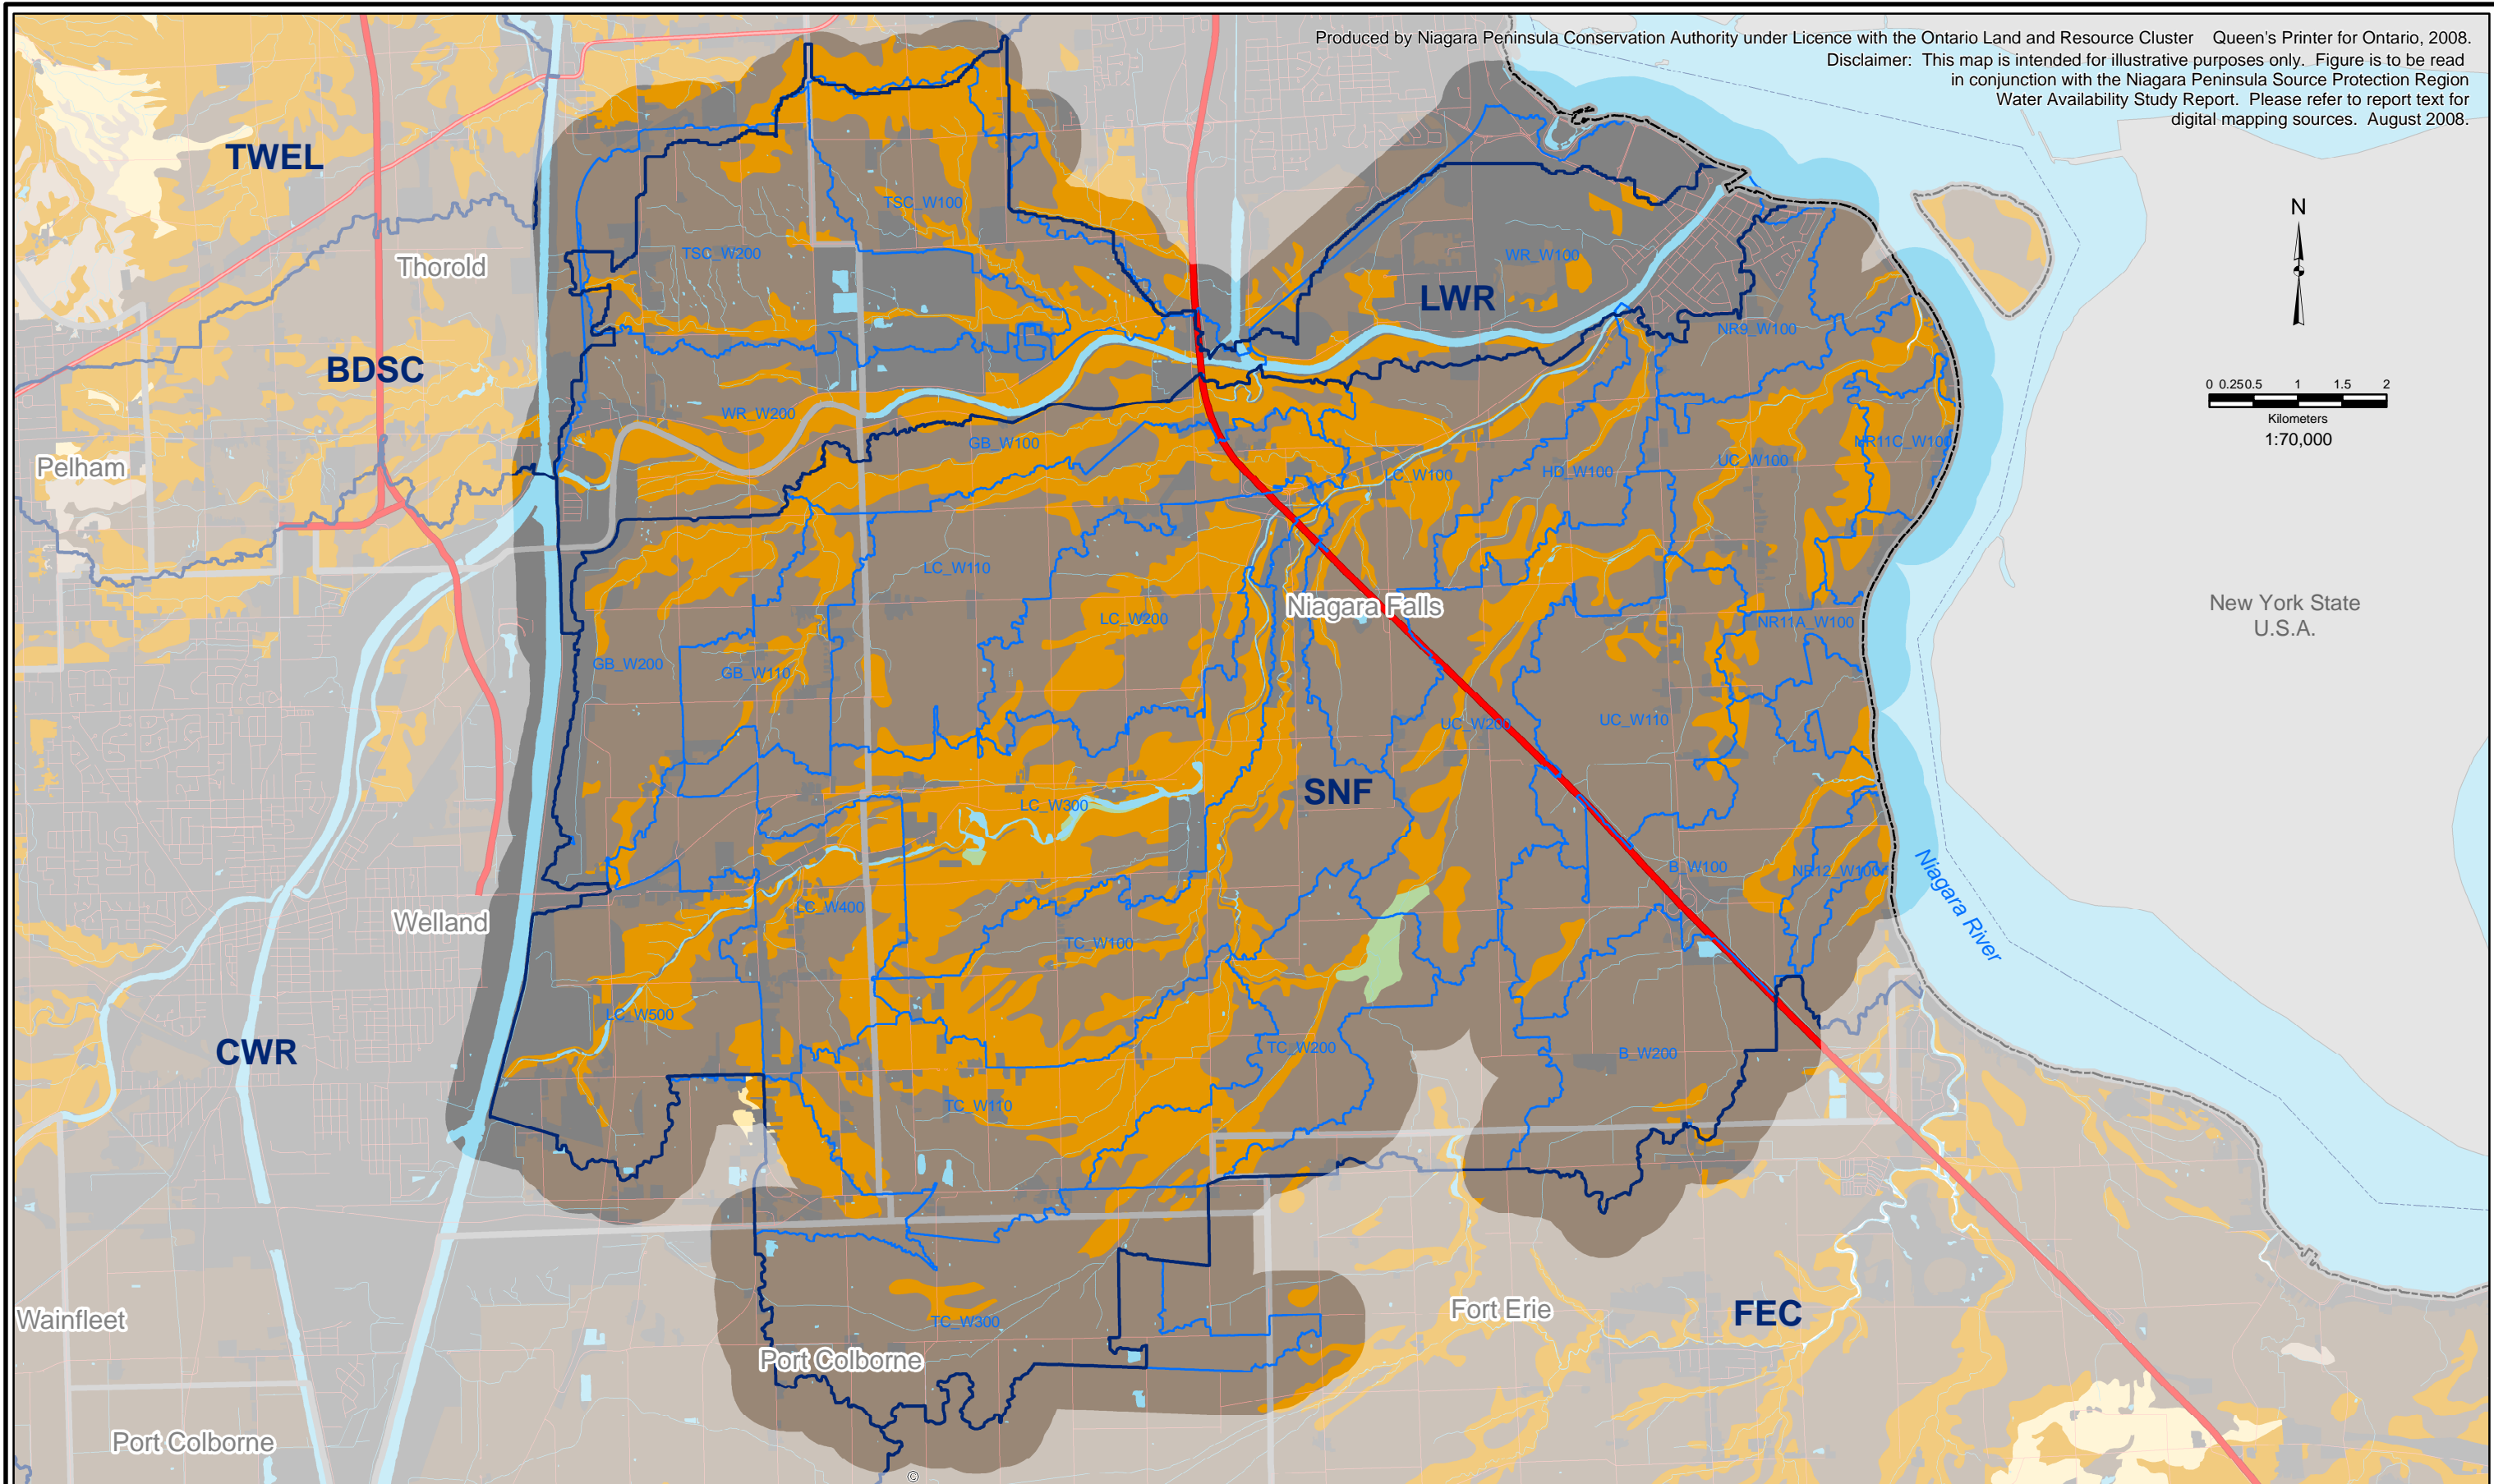 Produced by Niagara Peninsula Conservation Authority under Licence with the Ontario Land and Resource Cluster Queen's Printer for Ontario, 2008.
Disclaimer: This map is intended for illustrative purposes only. Figure is to be read
in conjunction with the Niagara Peninsula Source Protection Region
Water Availability Study Report. Please refer to report text for
digital mapping sources. August 2008.
TWEL
TSC_W100
N
TSC_W200
WR_W100
Thorold
LWR
NR9_W100
BDSC
0 0.25 0.5 1 1.5 2
Kilometers
1:70,000
WR_W200
GB_W100
NR11C_W100
Pelham
LC_W100
HD_W100
UC_W100
LC_W110
Niagara Falls
New York State
U.S.A.
LC_W200
NR11A_W100
GB_W200
GB_W110
UC_W200
UC_W110
SNF
LC_W300
B_W100
NR12_W100
Niagara River
Welland
LC_W400
TC_W100
LC_W500
CWR
TC_W200
B_W200
TC_W110
Wainfleet
TC_W300
Fort Erie
FEC
Port Colborne
Port Colborne
©